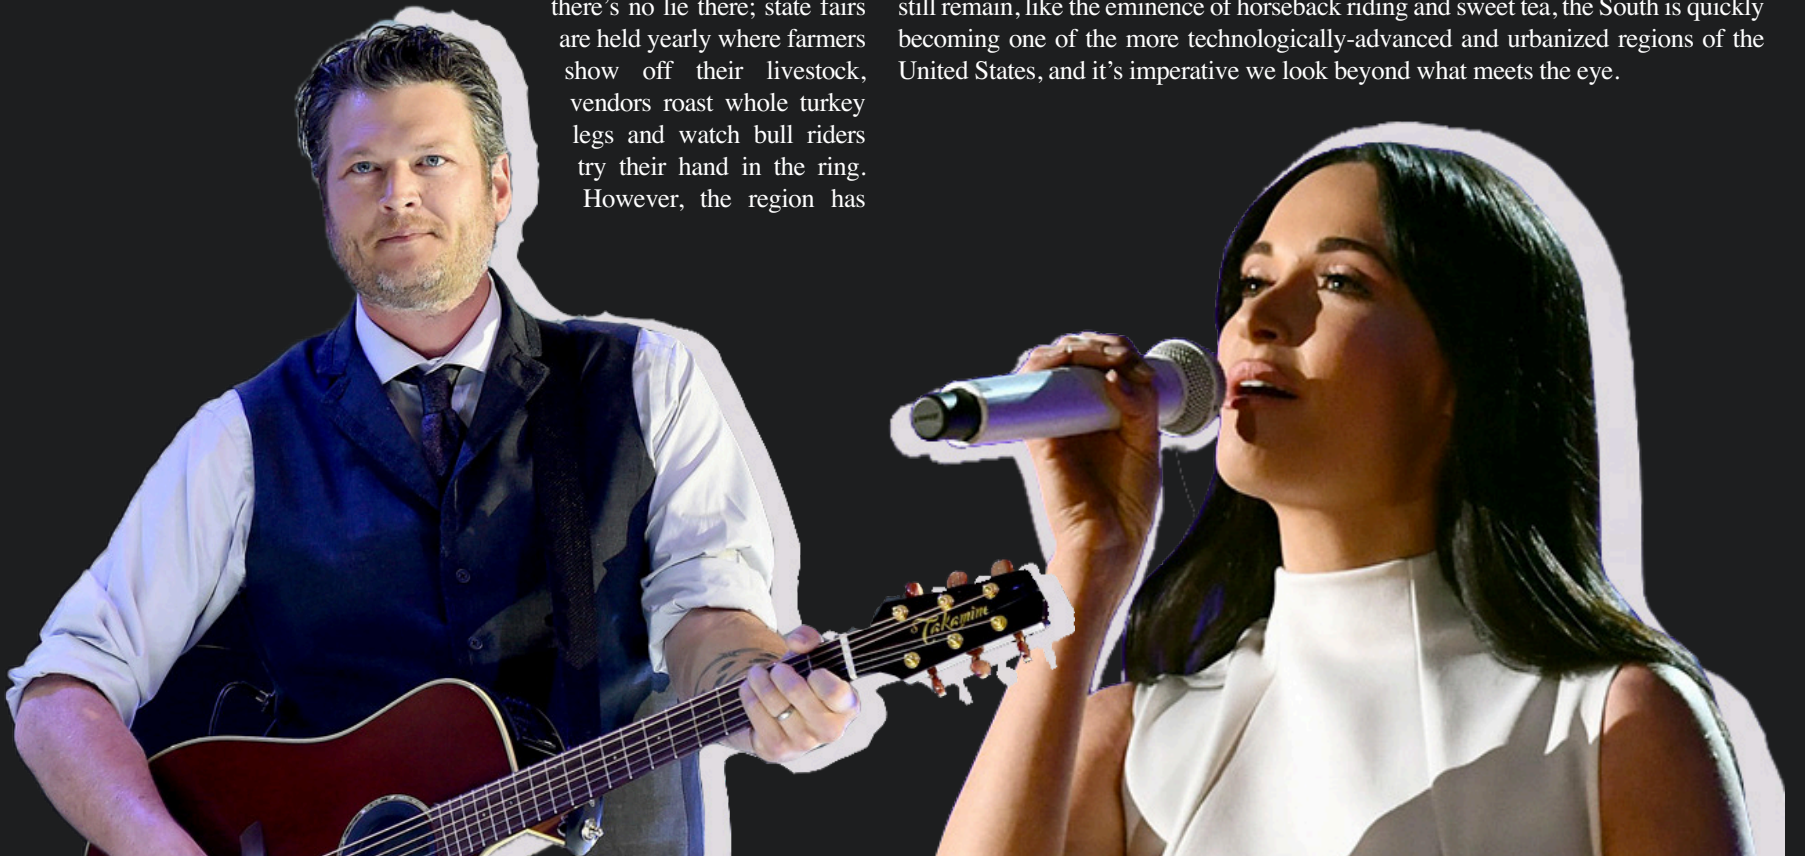 there’s no lie there; state fairs
are held yearly where farmers
show off their livestock,
vendors roast whole turkey
legs and watch bull riders
try their hand in the ring.
However, the region has
still remain, like the eminence of horseback riding and sweet tea, the South is quickly
becoming one of the more technologically-advanced and urbanized regions of the
United States, and it’s imperative we look beyond what meets the eye.
Takamine